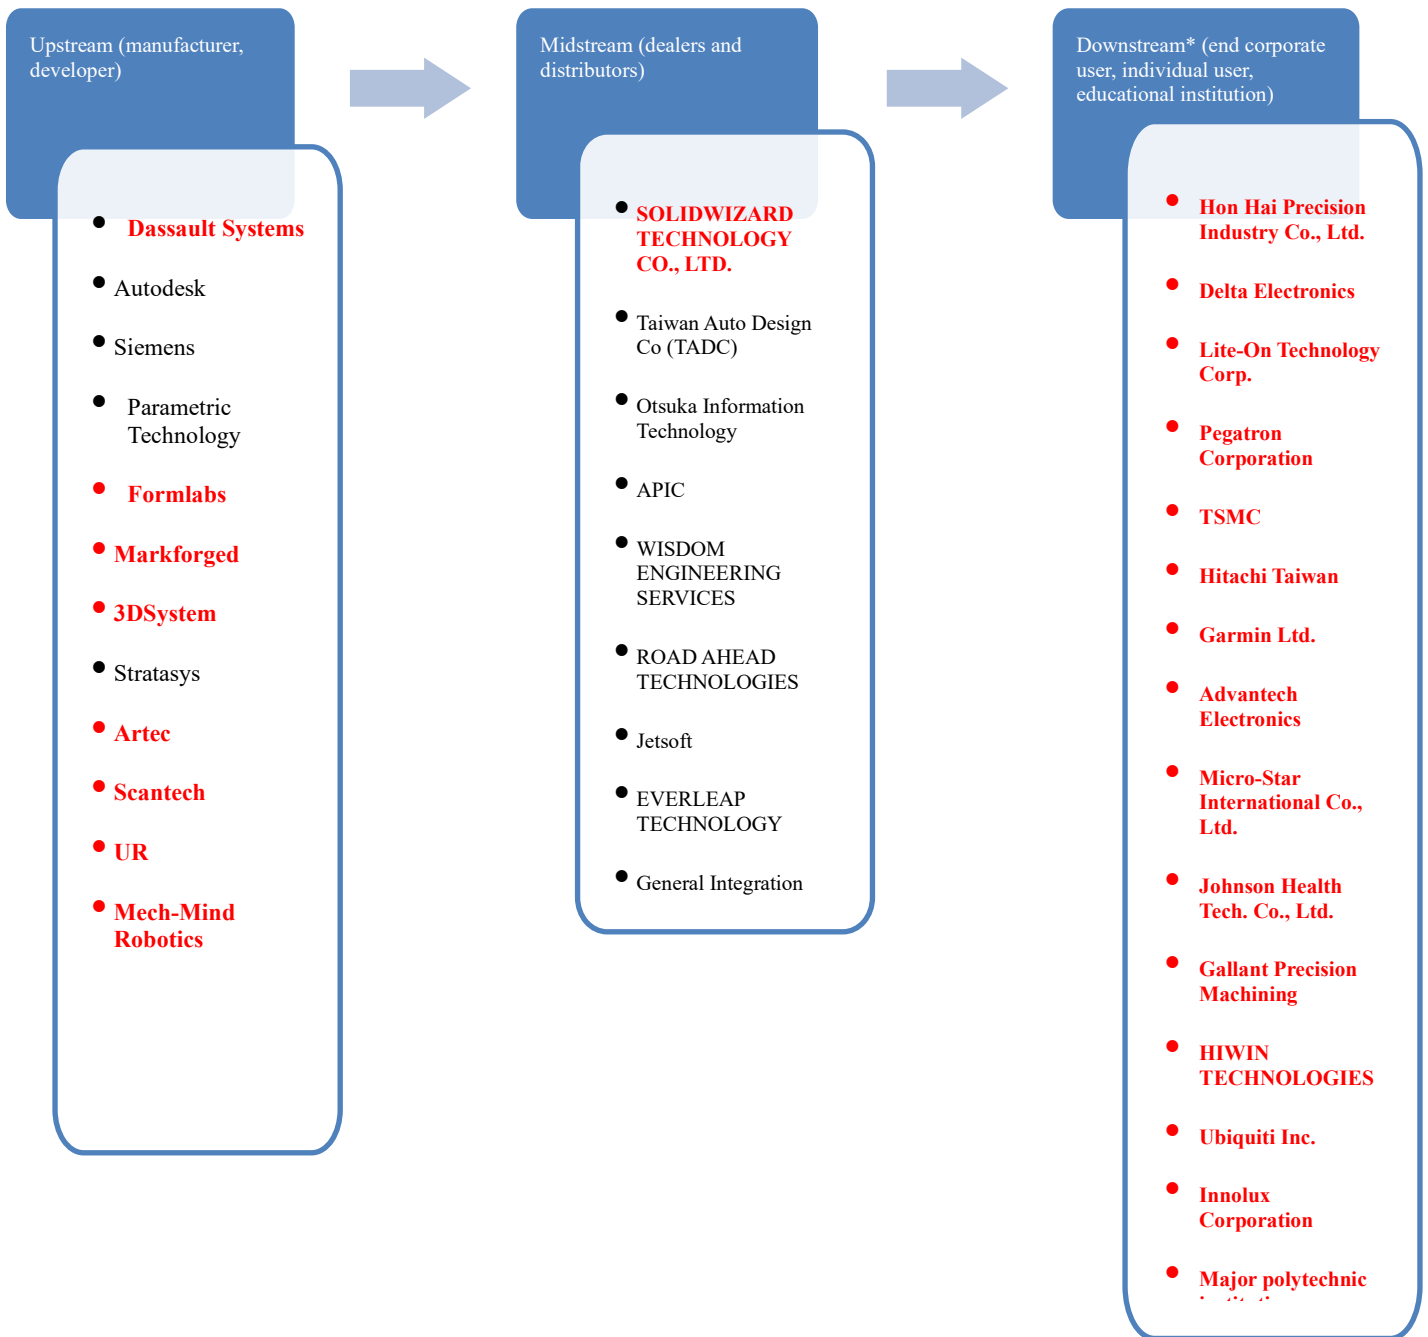 Upstream (manufacturer,
developer)
Dassault Systems
Autodesk
Siemens
Parametric
Technology
Formlabs
Markforged
3DSystem
Stratasys
Artec
Scantech
UR
Mech-Mind
Robotics
Midstream (dealers and
distributors)
SOLIDWIZARD
TECHNOLOGY
CO., LTD.
Taiwan Auto Design
Co (TADC)
Otsuka Information
Technology
APIC
WISDOM
ENGINEERING
SERVICES
ROAD AHEAD
TECHNOLOGIES
Jetsoft
EVERLEAP
TECHNOLOGY
General Integration
Downstream* (end corporate
user, individual user,
educational institution)
Hon Hai Precision
Industry Co., Ltd.
Delta Electronics
Lite-On Technology
Corp.
Pegatron
Corporation
TSMC
Hitachi Taiwan
Garmin Ltd.
Advantech
Electronics
Micro-Star
International Co.,
Ltd.
Johnson Health
Tech. Co., Ltd.
Gallant Precision
Machining
HIWIN
TECHNOLOGIES
Ubiquiti Inc.
Innolux
Corporation
Major polytechnic